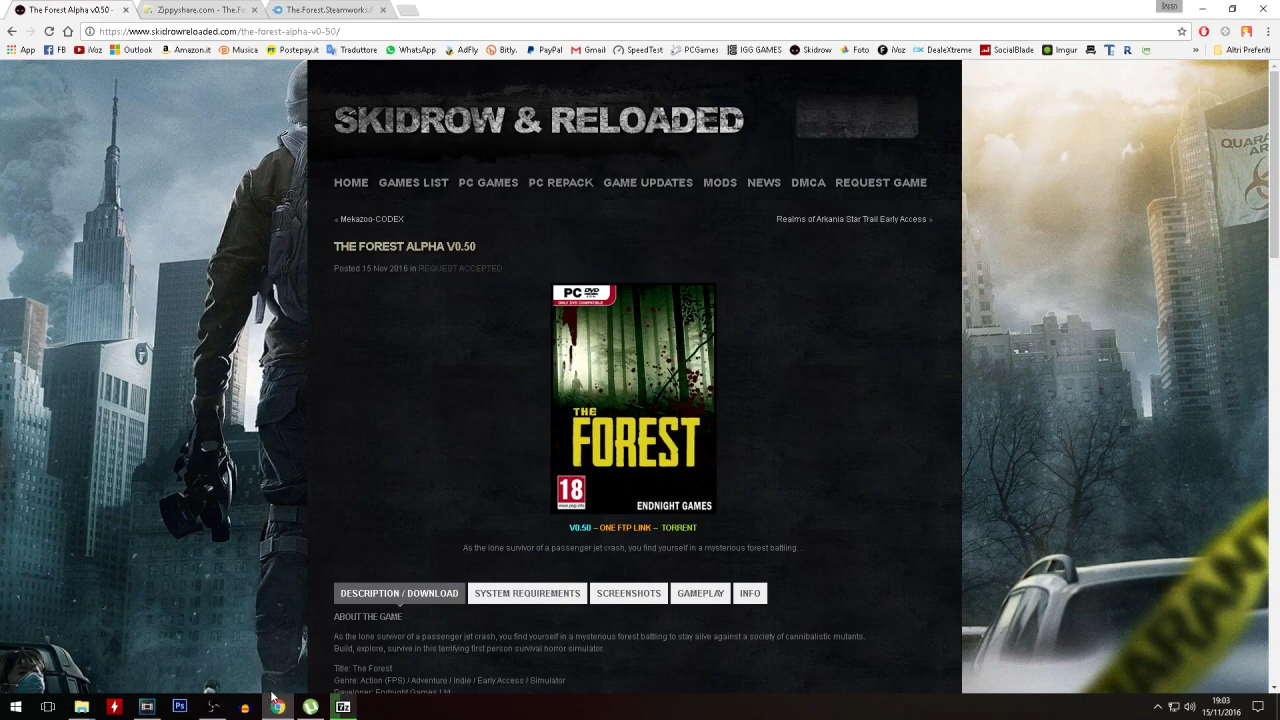 The Forest Alpha v0.50 -
Zippyshare.com - The.Fo
The.Forest.Steamworks.F
https://www.skidrowreloaded.com/the-forest-alpha-v0-50/
App FB iVoz Outlook Amazon.it Musica Postepay.it Traduttore WhatsApp AdFly Bitly. PayPal Gmail SpeedTest PCGames IGG GAMES Skidrow Foto iVoz DealeXtreme SocialBlade Imgur » Altri Preferiti
SKIDROW & RELOADED
HOME GAMES LIST PC GAMES PC REPACK GAME UPDATES MODS NEWS DMCA REQUEST GAME
« Mekazoo-CODEX
Realms of Arkania Star Trail Early Access »
THE FOREST ALPHA V0.50
Posted 15 Nov 2016 in REQUEST ACCEPTED
PC DVD
THE
FOREST
18
www.pegi.info
ENDNIGHT GAMES
V0.50 – ONE FTP LINK – TORRENT
As the lone survivor of a passenger jet crash, you find yourself in a mysterious forest battling…
DESCRIPTION / DOWNLOAD SYSTEM REQUIREMENTS SCREENSHOTS GAMEPLAY INFO
ABOUT THE GAME
As the lone survivor of a passenger jet crash, you find yourself in a mysterious forest battling to stay alive against a society of cannibalistic mutants.
Build, explore, survive in this terrifying first person survival horror simulator.
Title: The Forest
Genre: Action (FPS) / Adventure / Indie / Early Access / Simulator
Developer: Endnight Games Ltd
19:03
15/11/2016